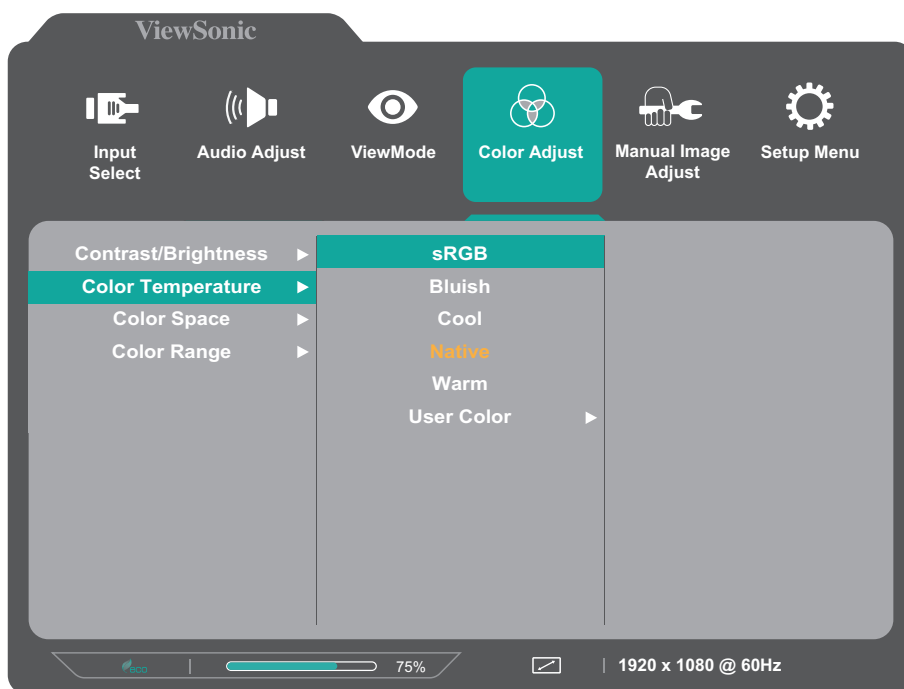 ViewSonic
Input
Select
Audio Adjust
ViewMode
Color Adjust
Manual Image
Adjust
Setup Menu
Contrast/Brightness
Color Temperature
Color Space
Color Range
sRGB
Bluish
Cool
Native
Warm
User Color
eco
75%
1920 x 1080 @ 60Hz